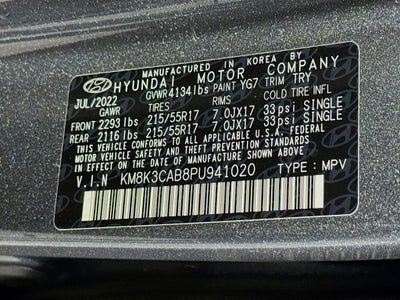 MANUFACTURED IN KOREA BY
HYUNDAI MOTOR COMPANY
JUL/2022 GVWR 4134 lbs PAINT YG7 TRIM TRY
GAWR TIRES RIMS COLD TIRE INFL
FRONT 2293 lbs 215/55R17 7.0JX17 33 psi SINGLE
REAR 2116 lbs 215/55R17 7.0JX17 33 psi SINGLE
THIS VEHICLE CONFORMS TO ALL APPLICABLE FEDERAL
MOTOR VEHICLE SAFETY, BUMPER, AND THEFT PREVENTION
STANDARDS IN EFFECT ON THE DATE OF MANUFACTURE
SHOWN ABOVE.
V.I.N KM8K3CAB8PU941020 TYPE : MPV